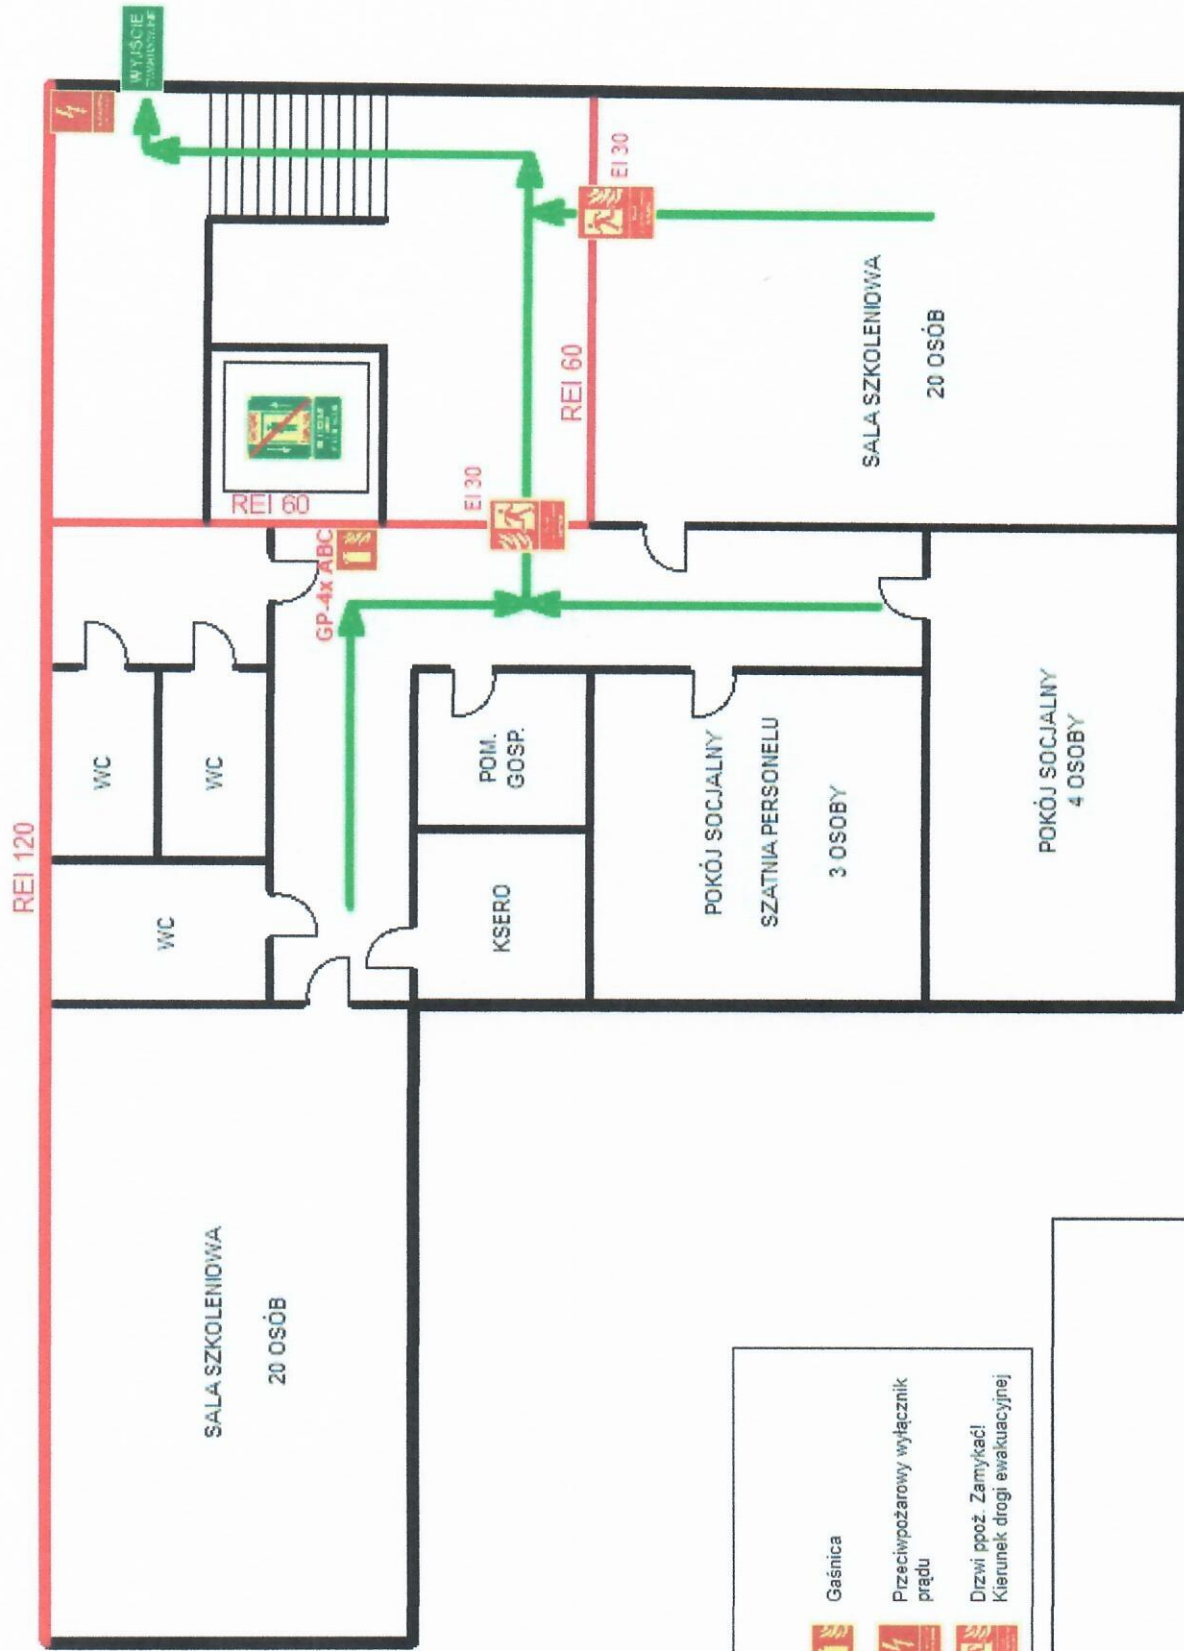 REI 120
SALA SZKOLENIOWA
20 OSÓB
WC
WC
WC
KSERO
POM.
GOSP.
POKÓJ SOCJALNY
SZATNIA PERSONELU
3 OSOBY
POKÓJ SOCJALNY
4 OSOBY
GP-4x ABC
REI 60
EI 30
REI 60
EI 30
SALA SZKOLENIOWA
20 OSÓB
WYJŚCIE
Gaśnica
Przeciwpożarowy wyłącznik
prądu
Drzwi ppoż. Zamykać!
Kierunek drogi ewakuacyjnej